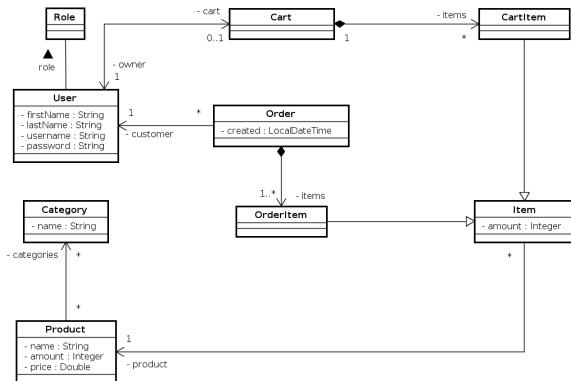 Role
- cart
Cart
- items
CartItem
0..1
1
*
role
- owner
1
User
- firstName : String
- lastName : String
- username : String
- password : String
1
*
- customer
Order
- created : LocalDateTime
1..*
- items
Category
- name : String
OrderItem
Item
- amount : Integer
- categories
*
*
*
Product
- name : String
- amount : Integer
- price : Double
1
- product